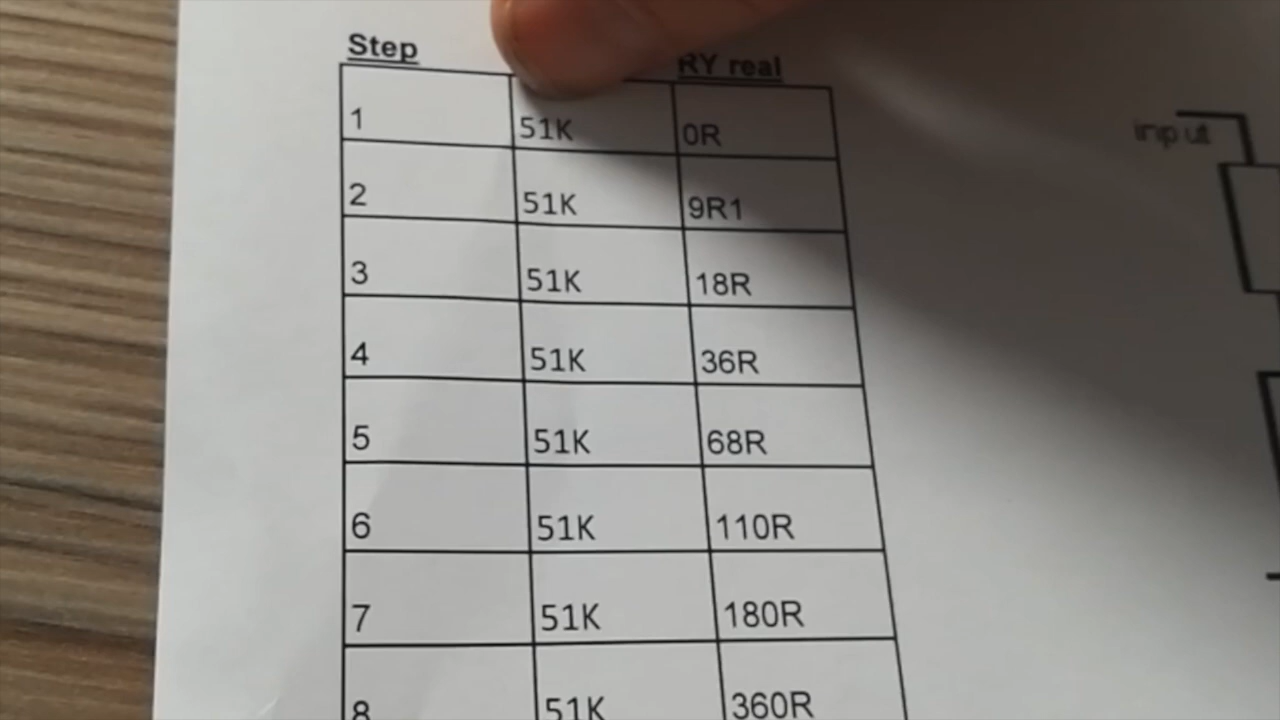 Step RY real
1 51K 0R
2 51K 9R1
3 51K 18R
4 51K 36R
5 51K 68R
6 51K 110R
7 51K 180R
8 51K 360R
input